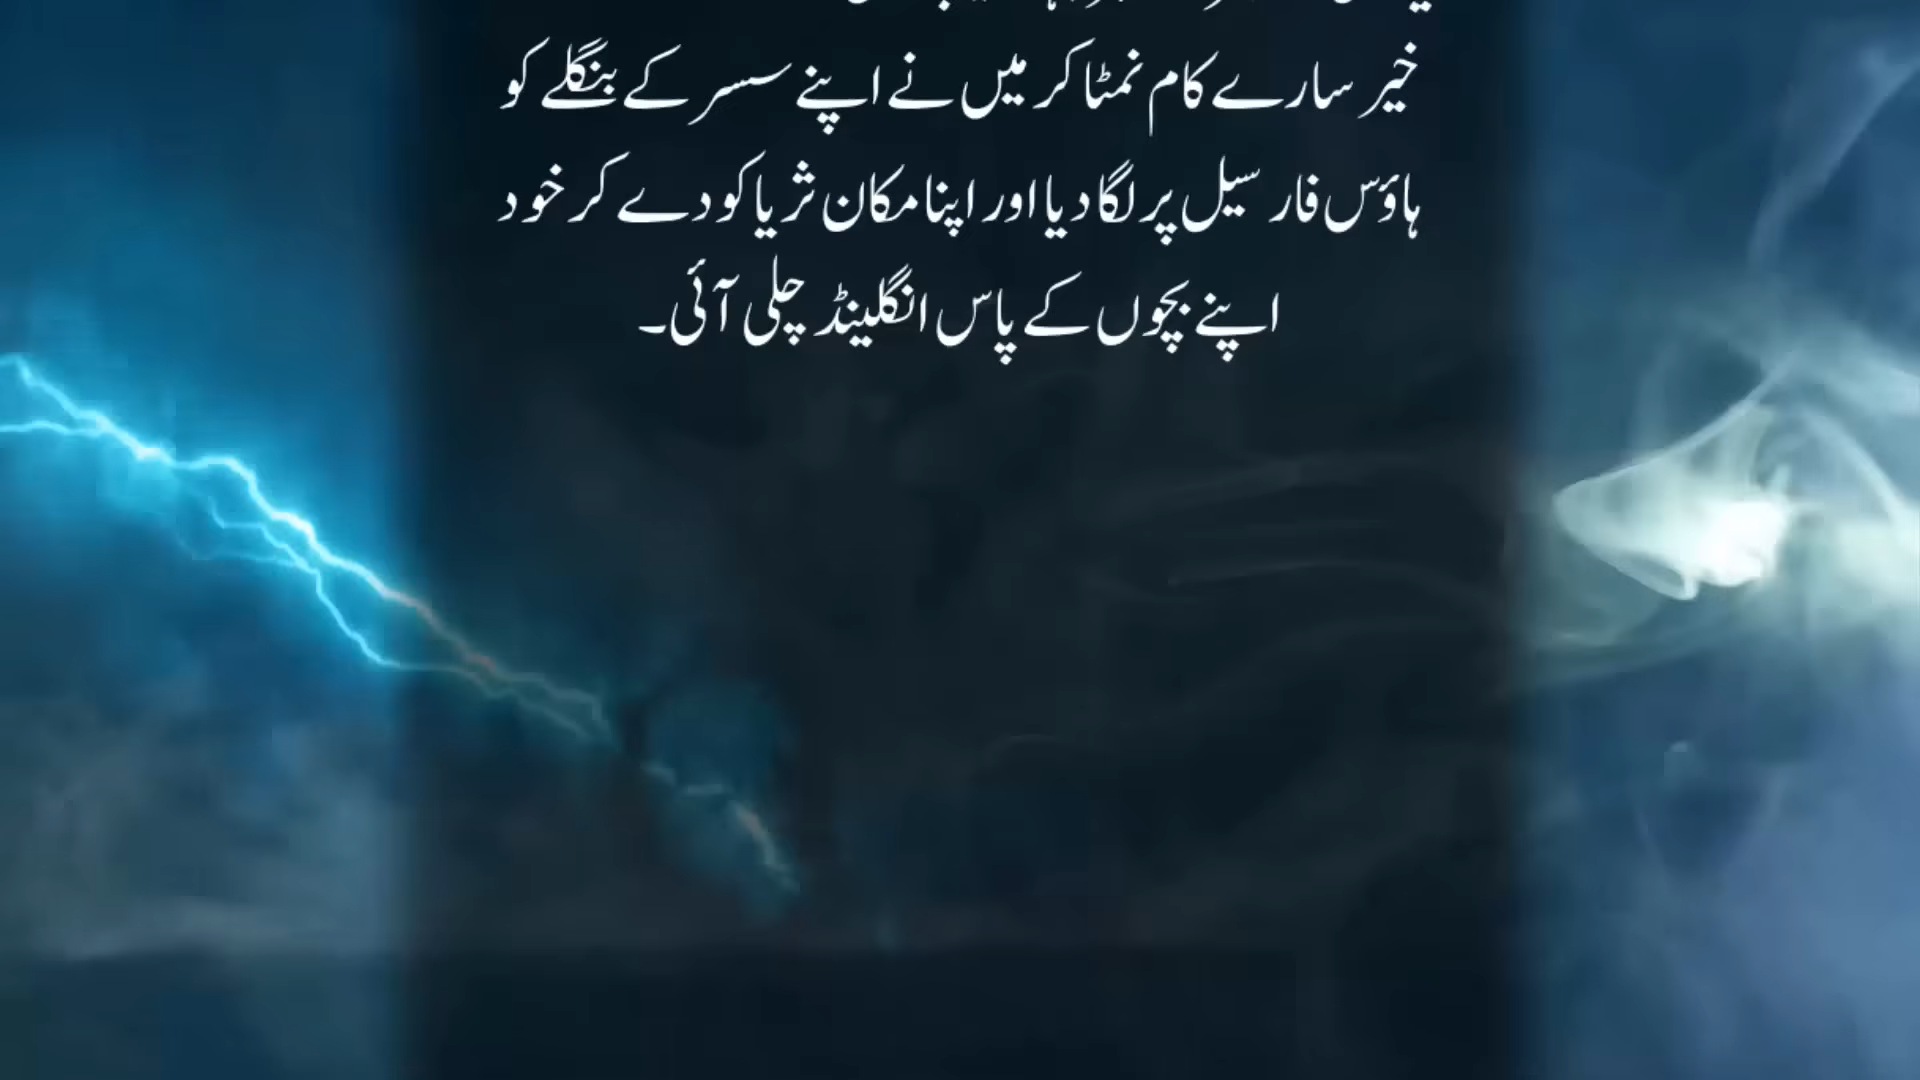 خیر سارے کام نمٹا کر میں نے اپنے سسر کے بنگلے کو
ہاؤس فار سیل پر لگا دیا اور اپنا مکان ثریا کو دے کر خود
اپنے بچوں کے پاس انگلینڈ چلی آئی۔